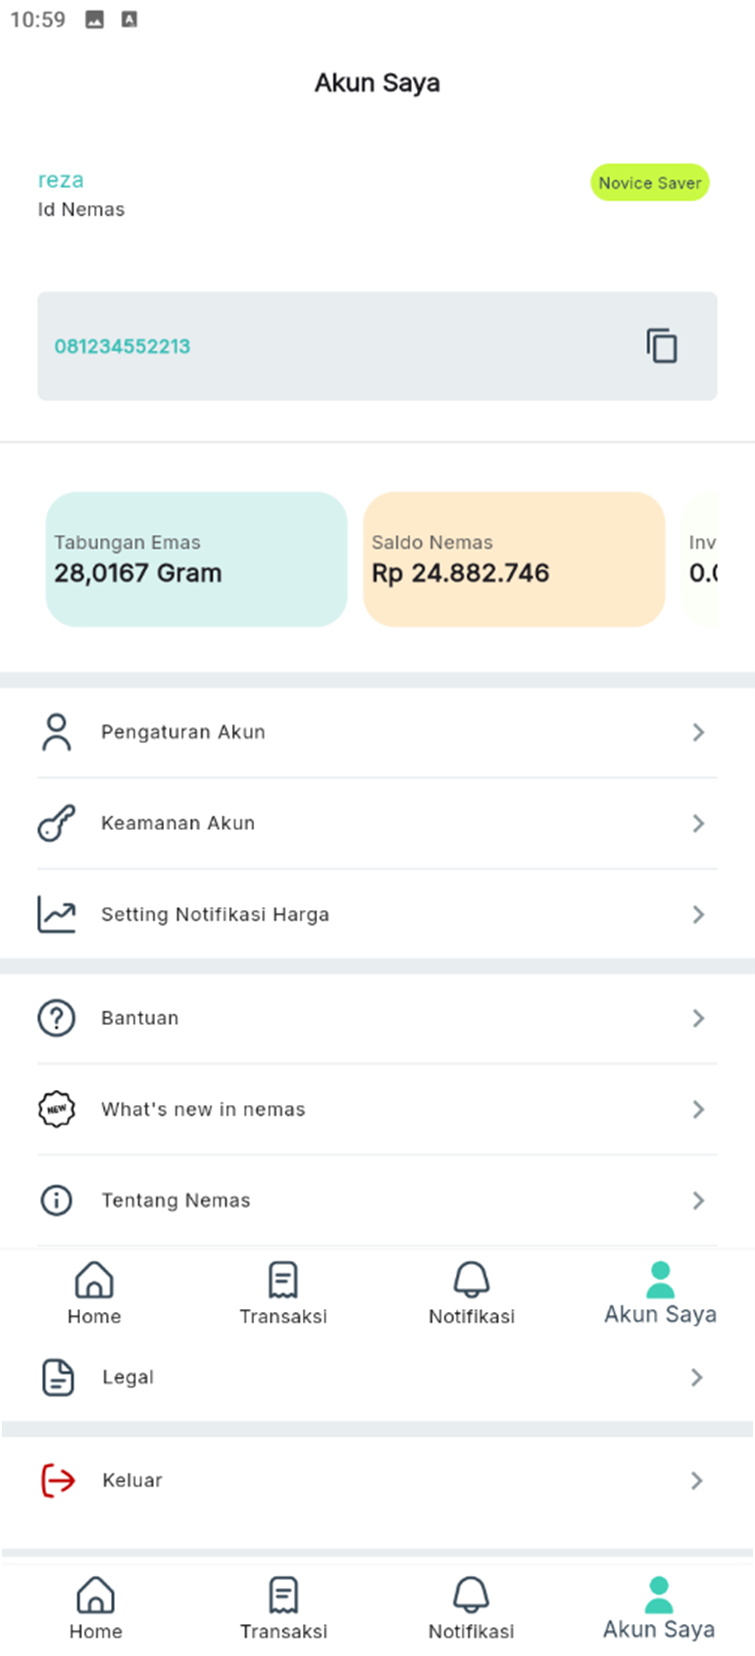 10:59
Akun Saya
reza
Novice Saver
Id Nemas
081234552213
Tabungan Emas
28,0167 Gram
Saldo Nemas
Rp 24.882.746
Inv
0.0
Pengaturan Akun
Keamanan Akun
Setting Notifikasi Harga
Bantuan
NEW
What's new in nemas
Tentang Nemas
Home
Transaksi
Notifikasi
Akun Saya
Legal
Keluar
Home
Transaksi
Notifikasi
Akun Saya